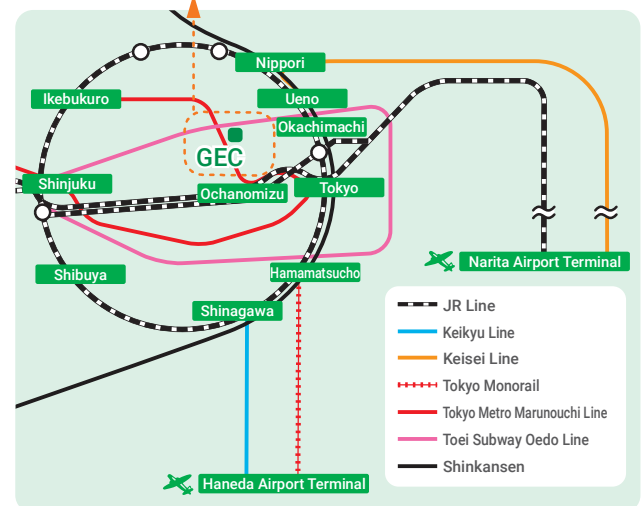 Nippori
Ikebukuro
Ueno
Okachimachi
GEC
Shinjuku
Ochanomizu
Tokyo
Narita Airport Terminal
Shibuya
Hamamatsucho
Shinagawa
JR Line
Keikyu Line
Keisei Line
Tokyo Monorail
Tokyo Metro Marunouchi Line
Toei Subway Oedo Line
Shinkansen
Haneda Airport Terminal